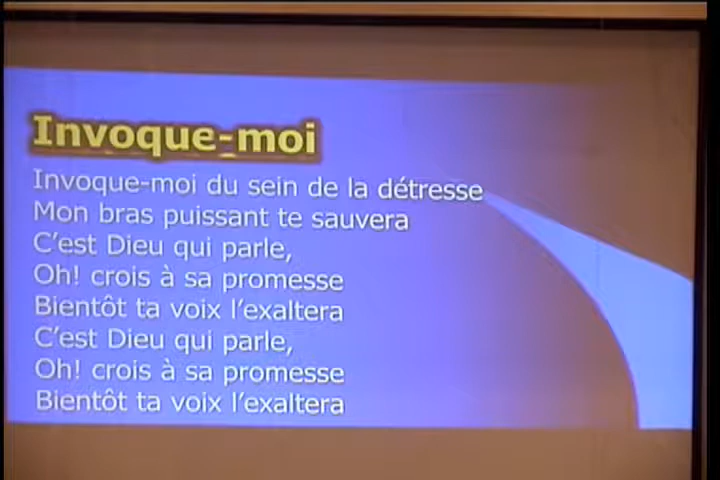 Invoque-moi
Invoque-moi du sein de la détresse
Mon bras puissant te sauvera
C'est Dieu qui parle,
Oh! crois à sa promesse
Bientôt ta voix l'exaltera
C'est Dieu qui parle,
Oh! crois à sa promesse
Bientôt ta voix l'exaltera